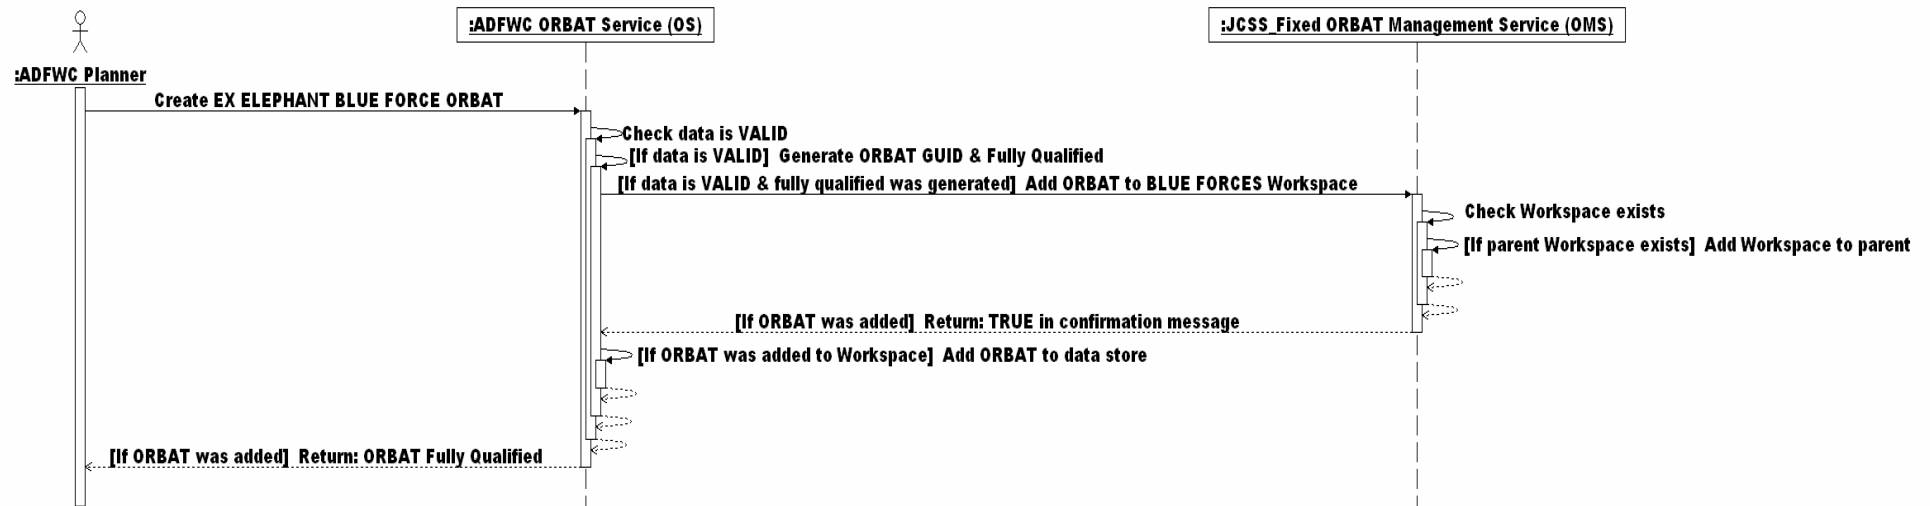 :ADFWC ORBAT Service (OS)
:JCSS_Fixed ORBAT Management Service (OMS)
:ADFWC Planner
Create EX ELEPHANT BLUE FORCE ORBAT
Check data is VALID
[If data is VALID] Generate ORBAT GUID & Fully Qualified
[If data is VALID & fully qualified was generated] Add ORBAT to BLUE FORCES Workspace
Check Workspace exists
[If parent Workspace exists] Add Workspace to parent
[If ORBAT was added] Return: TRUE in confirmation message
[If ORBAT was added to Workspace] Add ORBAT to data store
[If ORBAT was added] Return: ORBAT Fully Qualified